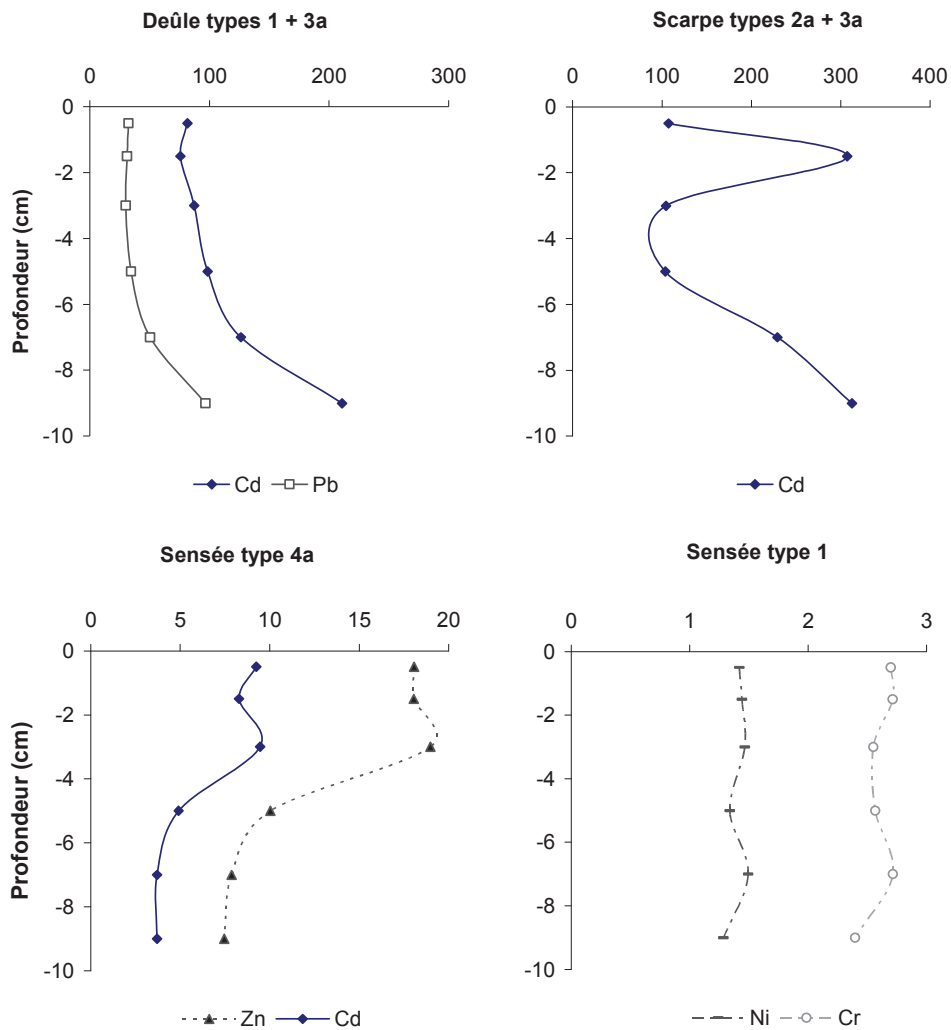 Deûle types 1 + 3a
0 100 200 300
0
-2
-4
-6
-8
-10
Profondeur (cm)
Cd Pb
Scarpe types 2a + 3a
0 100 200 300 400
0
-2
-4
-6
-8
-10
Cd
Sensée type 4a
0 5 10 15 20
0
-2
-4
-6
-8
-10
Profondeur (cm)
Zn Cd
Sensée type 1
0 1 2 3
0
-2
-4
-6
-8
-10
Ni Cr